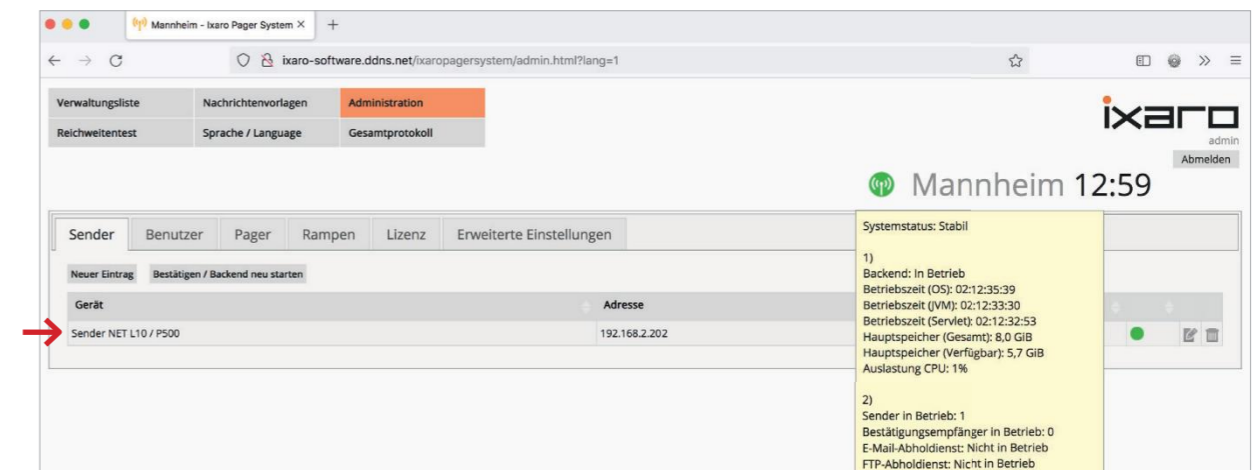 Mannheim - Ixaro Pager System
ixaro-software.ddns.net/ixaropagersystem/admin.html?lang=1
Verwaltungsliste Nachrichtenvorlagen Administration
Reichweitentest Sprache / Language Gesamtprotokoll
ixaro
admin
Abmelden
Mannheim 12:59
Sender Benutzer Pager Rampen Lizenz Erweiterte Einstellungen
Neuer Eintrag Bestätigen / Backend neu starten
Gerät Adresse
Sender NET L10 / P500 192.168.2.202
Systemstatus: Stabil
1)
Backend: In Betrieb
Betriebszeit (OS): 02:12:35:39
Betriebszeit (JVM): 02:12:33:30
Betriebszeit (Servlet): 02:12:32:53
Hauptspeicher (Gesamt): 8,0 GiB
Hauptspeicher (Verfügbar): 5,7 GiB
Auslastung CPU: 1%
2)
Sender in Betrieb: 1
Bestätigungsempfänger in Betrieb: 0
E-Mail-Abholdienst: Nicht in Betrieb
FTP-Abholdienst: Nicht in Betrieb